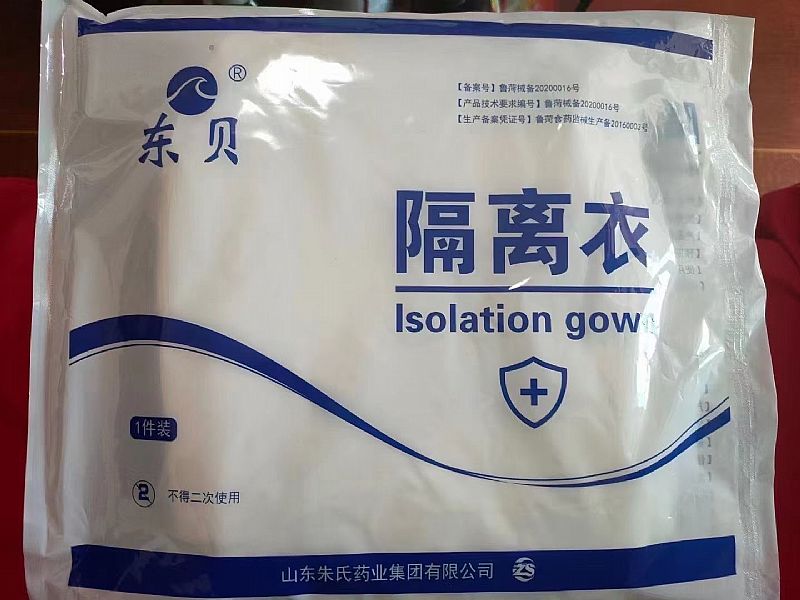 东贝 ®
【备案号】鲁菏械备20200016号
【产品技术要求编号】鲁菏械备20200016号
【生产备案凭证号】鲁菏食药监械生产备20160002号
隔离衣
Isolation gown
1件装
2
不得二次使用
山东朱氏药业集团有限公司
ZS